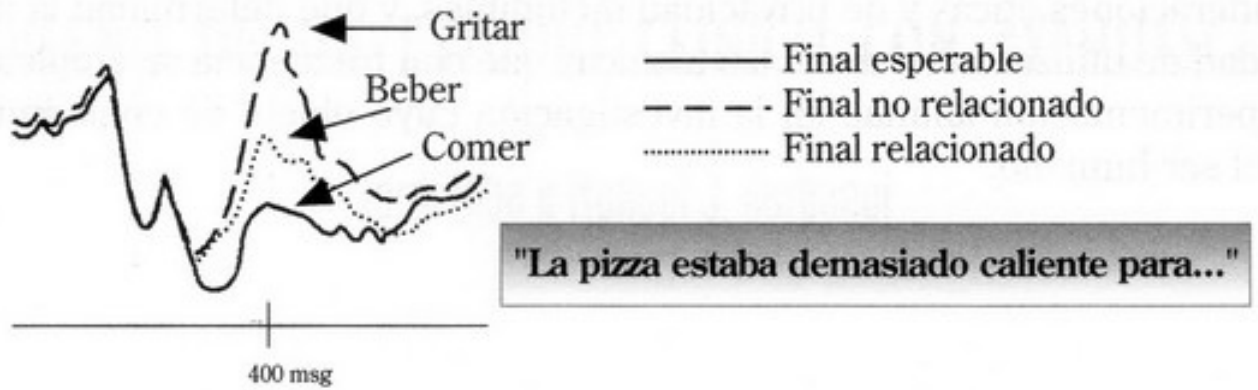 Gritar
Beber
Comer
Final esperable
Final no relacionado
Final relacionado
"La pizza estaba demasiado caliente para..."
400 msg